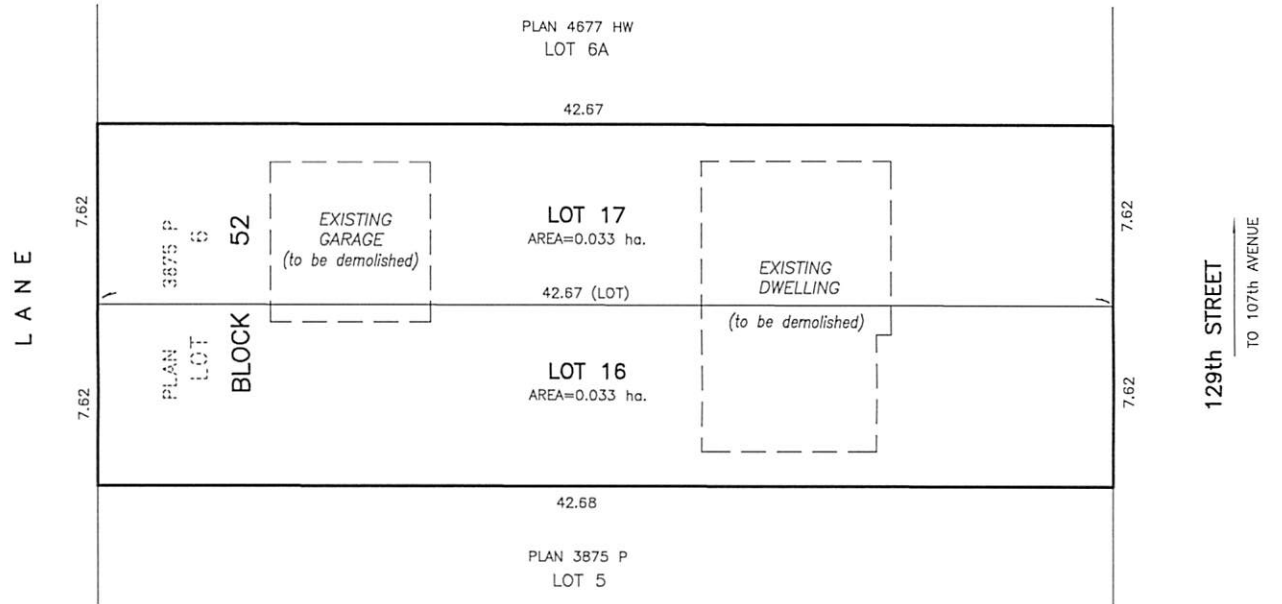 PLAN 4677 HW
LOT 6A
42.67
7.62
3875 P
6
52
EXISTING
GARAGE
(to be demolished)
LOT 17
AREA=0.033 ha.
EXISTING
DWELLING
(to be demolished)
7.62
LANE
42.67 (LOT)
129th STREET
TO 107th AVENUE
7.62
PLAN
LOT
BLOCK
LOT 16
AREA=0.033 ha.
7.62
42.68
PLAN 3875 P
LOT 5